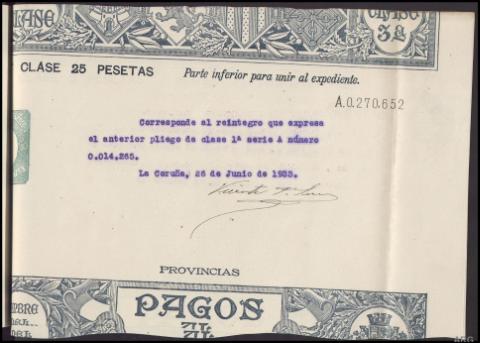 CLASE
3ª
CLASE 25 PESETAS
Parte inferior para unir al expediente.
A.0.270.652
Corresponde al reintegro que expresa
el anterior pliego de clase 1ª serie A número
0.014.265.
La Coruña, 26 de Junio de 1933.
Vicente
PROVINCIAS
PAGOS
AL